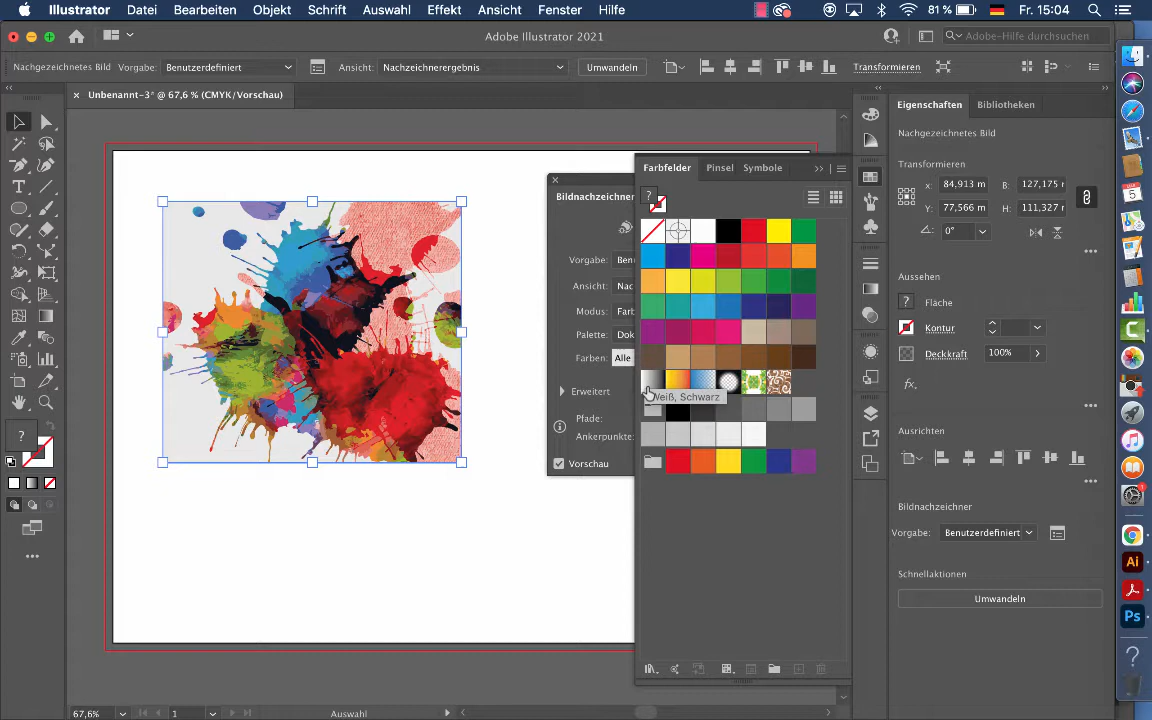 Illustrator Datei Bearbeiten Objekt Schrift Auswahl Effekt Ansicht Fenster Hilfe 81 % Fr. 15:04
Adobe Illustrator 2021 Adobe-Hilfe durchsuchen
Nachgezeichnetes Bild Vorgabe: Benutzerdefiniert Ansicht: Nachzeichnerergebnis Umwandeln Transformieren
Unbenannt-3* @ 67,6 % (CMYK/Vorschau)
Eigenschaften Bibliotheken
Nachgezeichnetes Bild
Transformieren
x: 84,913 m B: 127,175 r
Y: 77,566 m H: 111,327 r
0°
Aussehen
Fläche
Kontur
Deckkraft 100%
fx.
Ausrichten
Bildnachzeichner
Vorgabe: Benutzerdefiniert
Schnellaktionen
Umwandeln
Farbfelder Pinsel Symbole
Weiß, Schwarz
Bildnachzeichner
Vorgabe: Ben
Ansicht: Nac
Modus: Farb
Palette: Dok
Farben: Alle
Erweitert
Pfade:
Ankerpunkte:
Vorschau
67,6% 1 Auswahl